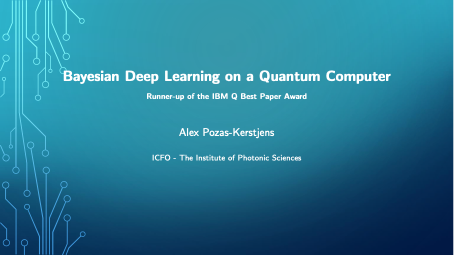 Bayesian Deep Learning on a Quantum Computer
Runner-up of the IBM Q Best Paper Award
Alex Pozas-Kerstjens
ICFO - The Institute of Photonic Sciences